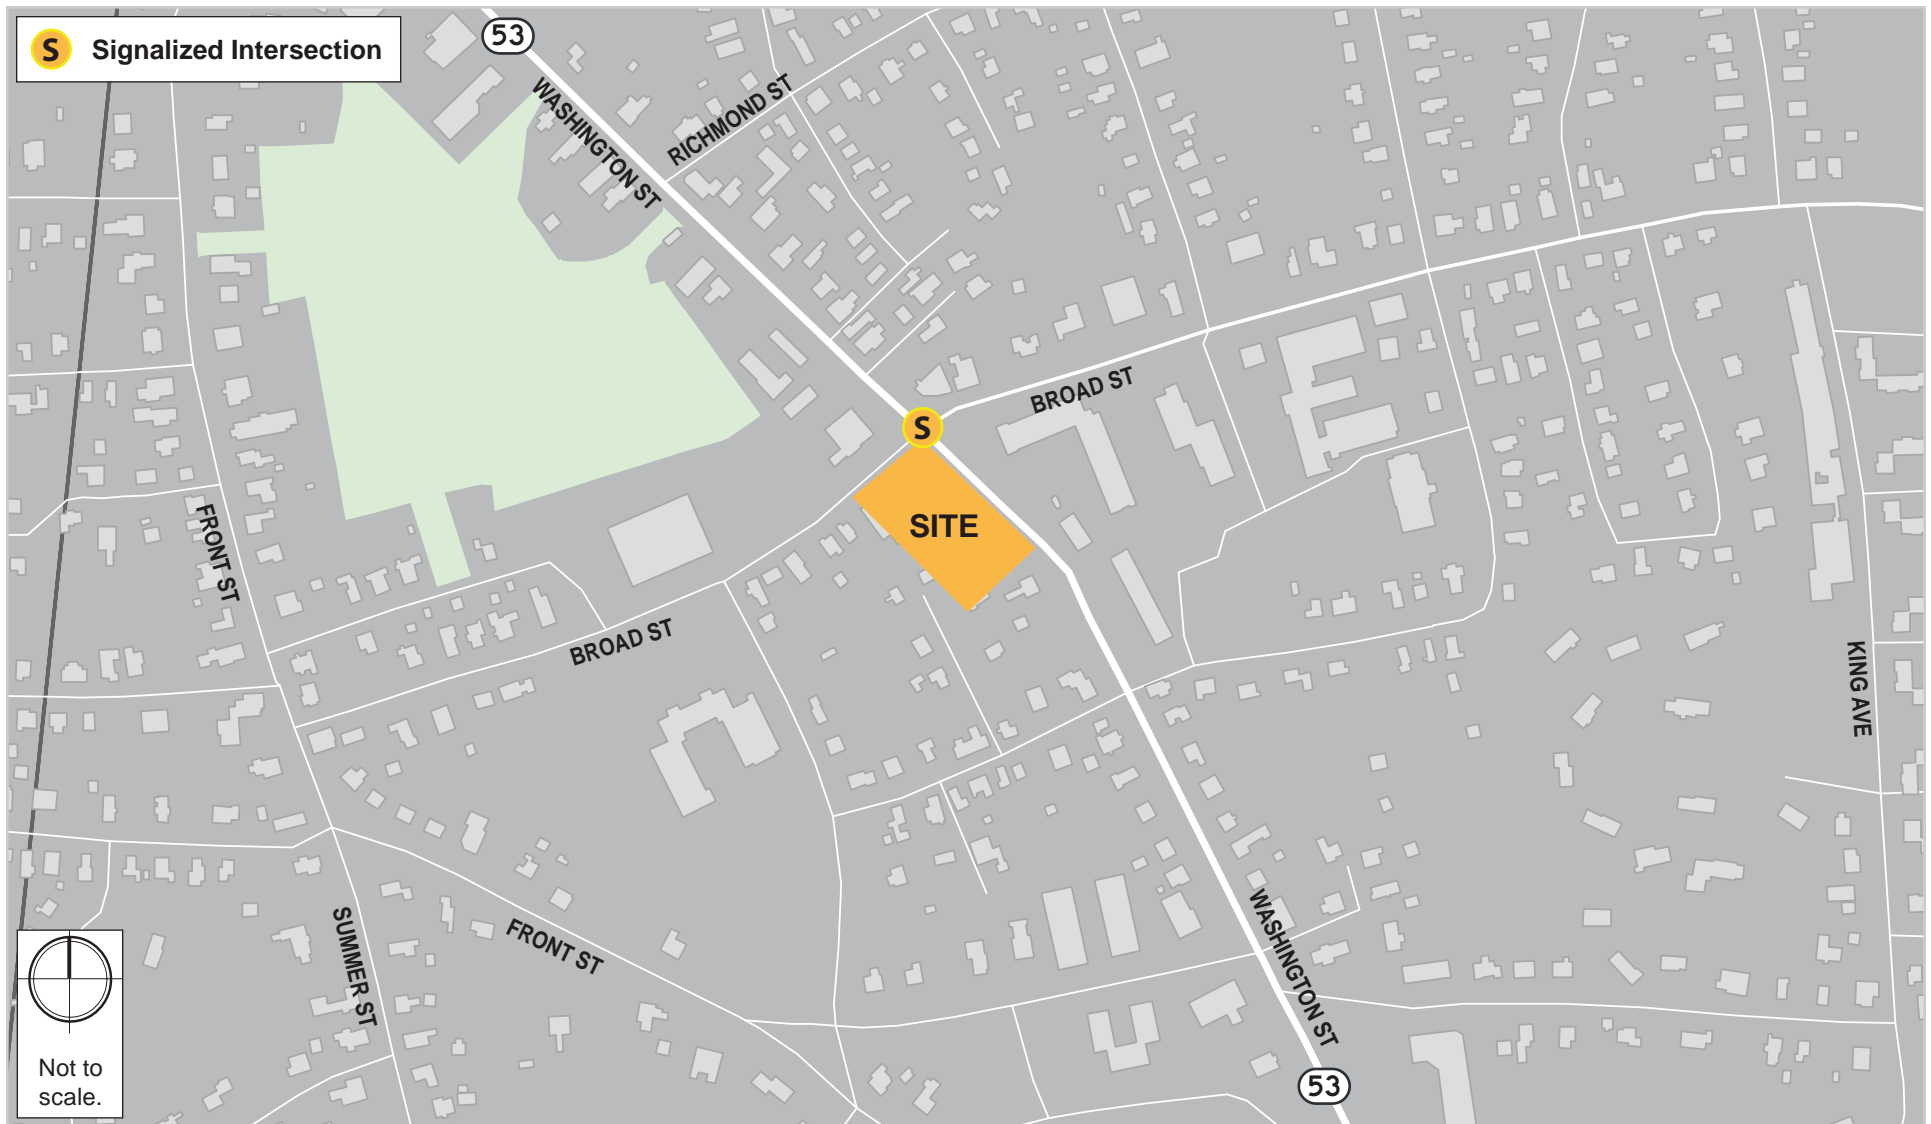 S Signalized Intersection
53
WASHINGTON ST
RICHMOND ST
BROAD ST
S
SITE
FRONT ST
BROAD ST
KING AVE
SUMMER ST
FRONT ST
WASHINGTON ST
53
Not to
scale.